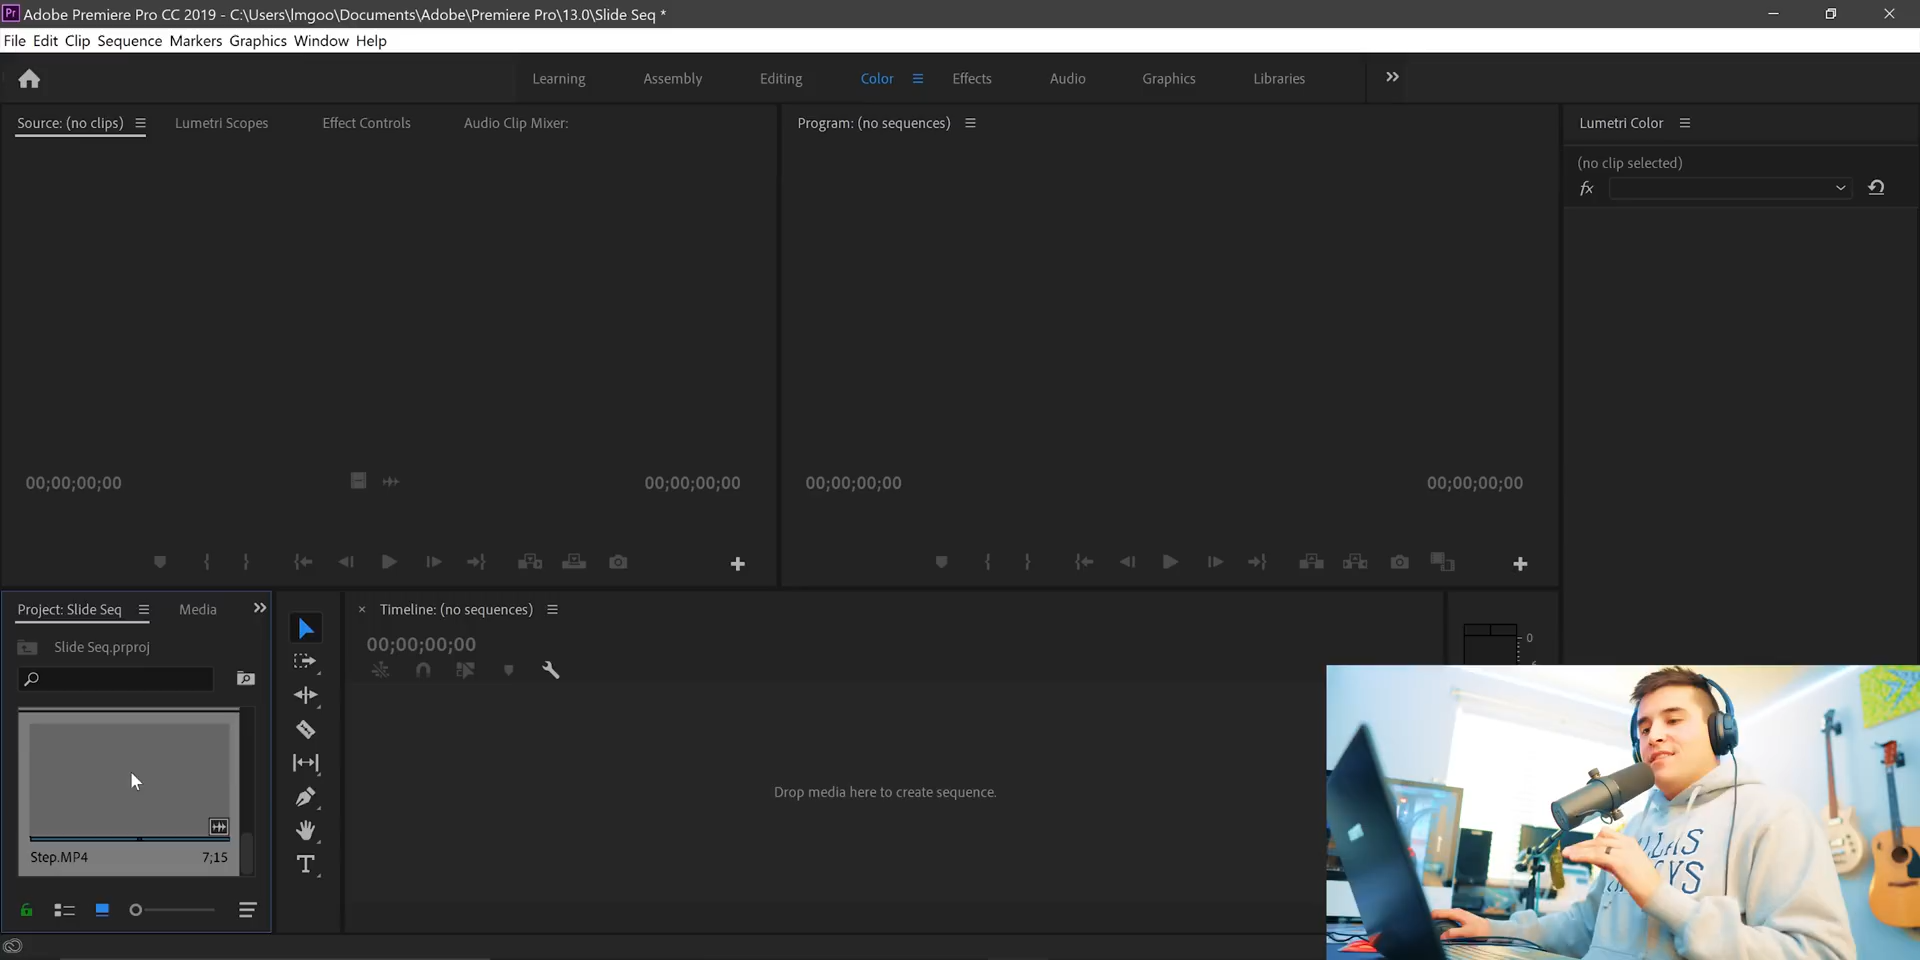 Pr Adobe Premiere Pro CC 2019 - C:\Users\lmgoo\Documents\Adobe\Premiere Pro\13.0\Slide Seq *
File Edit Clip Sequence Markers Graphics Window Help
Learning Assembly Editing Color Effects Audio Graphics Libraries
Source: (no clips) Lumetri Scopes Effect Controls Audio Clip Mixer:
Program: (no sequences)
Lumetri Color
(no clip selected)
fx
00;00;00;00 00;00;00;00
00;00;00;00 00;00;00;00
Project: Slide Seq Media
Slide Seq.prproj
Step.MP4 7;15
× Timeline: (no sequences)
00;00;00;00
Drop media here to create sequence.
T
0